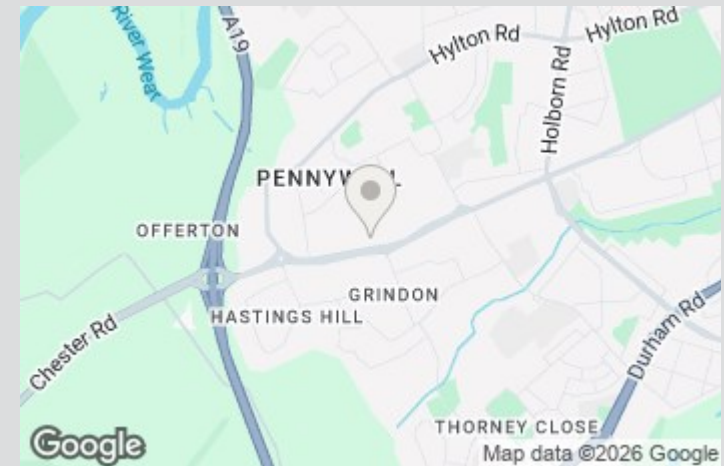 River Wear
A19
Hylton Rd
Hylton Rd
Holborn Rd
OFFERTON
GRINDON
HASTINGS HILL
Chester Rd
Durham Rd
THORNEY CLOSE
Google
Map data ©2026 Google